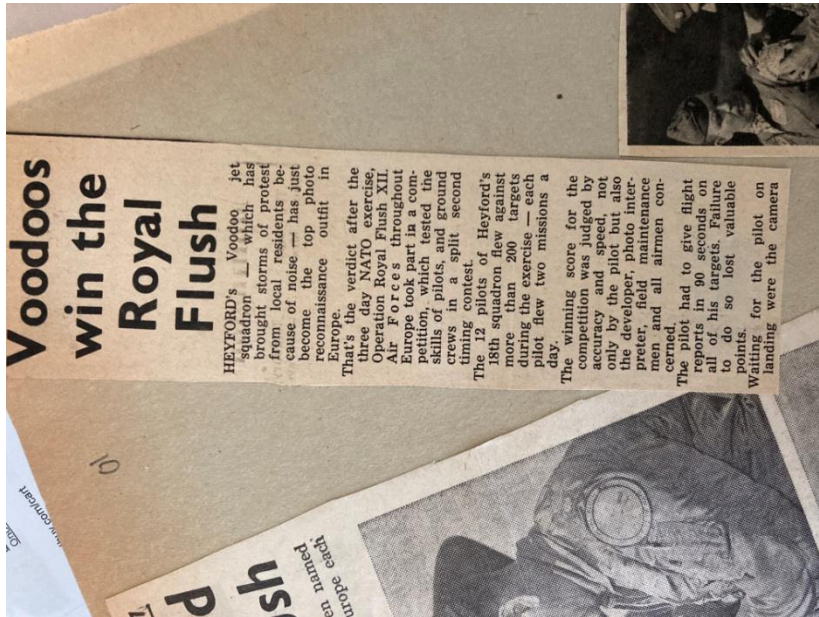 Voodoos
win the
Royal
Flush
HEYFORD's Voodoo jet
squadron — which has
brought storms of protest
from local residents be-
cause of noise — has just
become the top photo
reconnaissance outfit in
Europe.
That's the verdict after the
three day NATO exercise,
Operation Royal Flush XII.
Air Forces throughout
Europe took part in a com-
petition, which tested the
skills of pilots, and ground
crews in a split second
timing contest.
The 12 pilots of Heyford's
18th squadron flew against
more than 200 targets
during the exercise — each
pilot flew two missions a
day.
The winning score for the
competition was judged by
accuracy and speed, not
only by the pilot but also
the developer, photo inter-
preter, field maintenance
men and all airmen con-
cerned.
The pilot had to give flight
reports in 90 seconds on
all of his targets. Failure
to do so lost valuable
points.
Waiting for the pilot on
landing were the camera
10
d
sh
en named
urope each